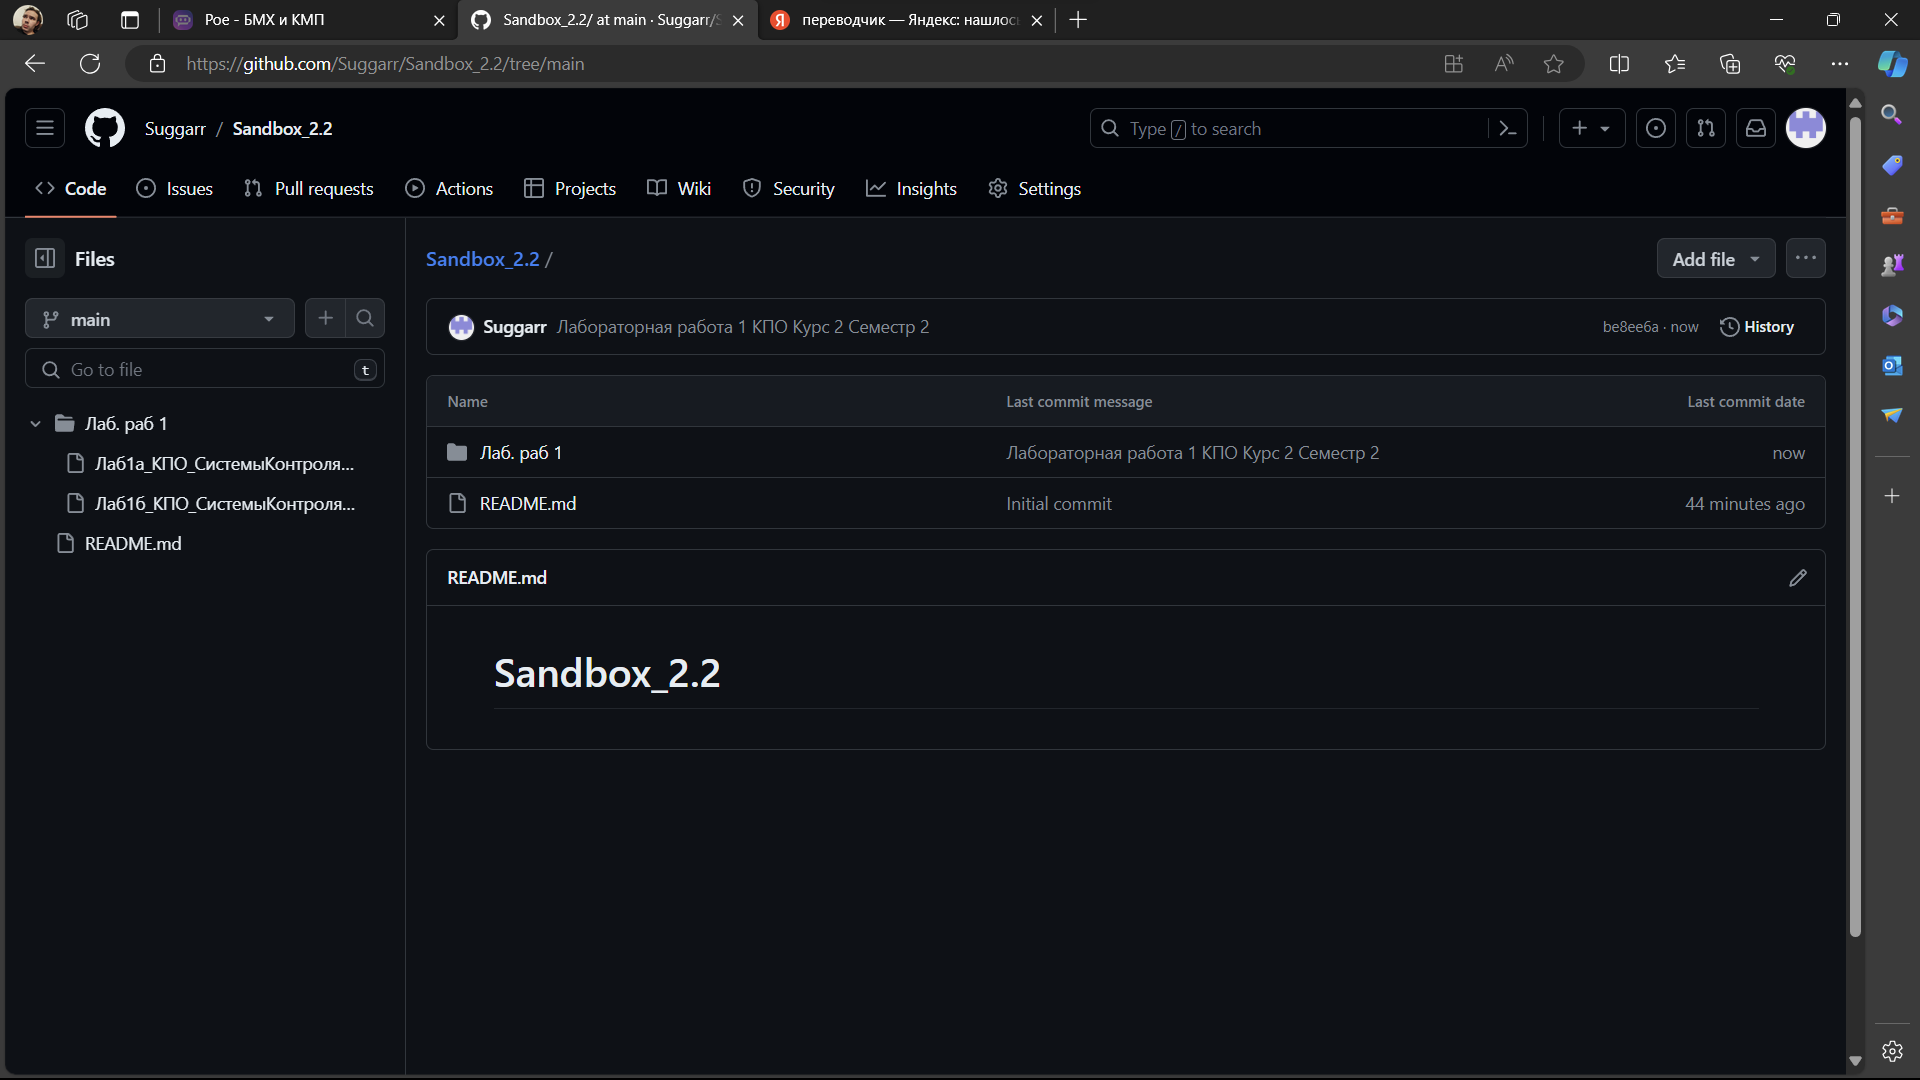 Poe - БМХ и КМП
Sandbox_2.2/ at main · Suggarr/S
переводчик — Яндекс: нашлось
https://github.com/Suggarr/Sandbox_2.2/tree/main
Suggarr / Sandbox_2.2
Type / to search
Code
Issues
Pull requests
Actions
Projects
Wiki
Security
Insights
Settings
Files
Sandbox_2.2 /
Add file
main
Suggarr Лабораторная работа 1 КПО Курс 2 Семестр 2
be8ee6a · now
History
Go to file
t
Name
Last commit message
Last commit date
Лаб. раб 1
Лаб1а_КПО_СистемыКонтроля...
Лаб1б_КПО_СистемыКонтроля...
README.md
Лаб. раб 1
Лабораторная работа 1 КПО Курс 2 Семестр 2
now
README.md
Initial commit
44 minutes ago
README.md
Sandbox_2.2